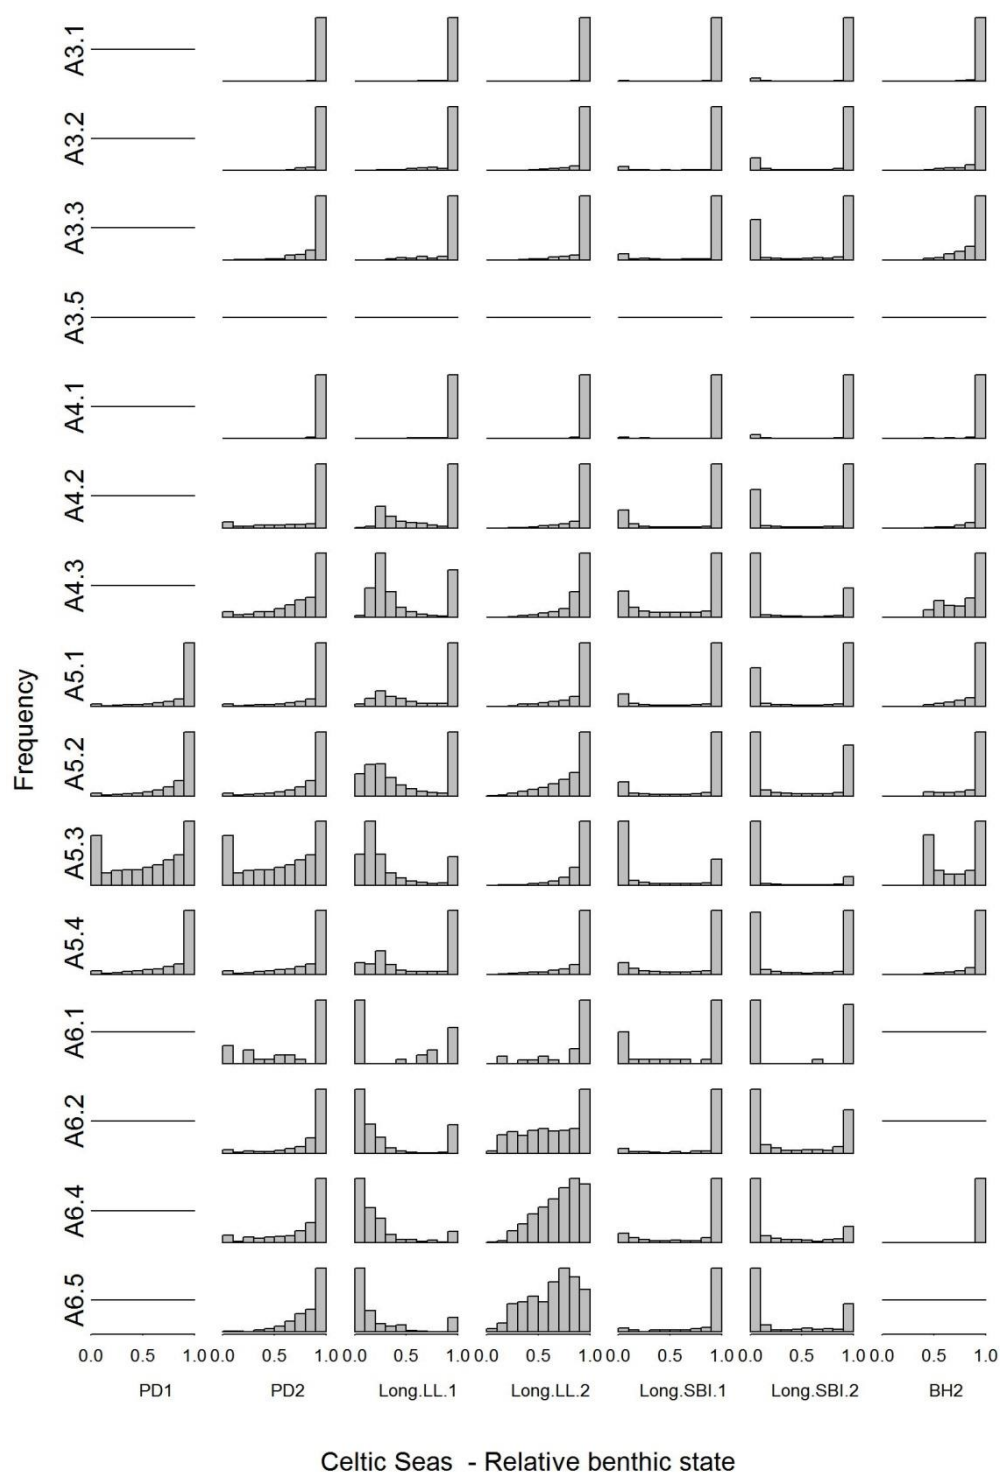 Frequency
A3.1
A3.2
A3.3
A3.5
A4.1
A4.2
A4.3
A5.1
A5.2
A5.3
A5.4
A6.1
A6.2
A6.4
A6.5
0.0 0.5 1.0 0.0 0.5 1.0 0.0 0.5 1.0 0.0 0.5 1.0 0.0 0.5 1.0 0.0 0.5 1.0 0.0 0.5 1.0
PD1 PD2 Long.LL.1 Long.LL.2 Long.SBI.1 Long.SBI.2 BH2
Celtic Seas - Relative benthic state